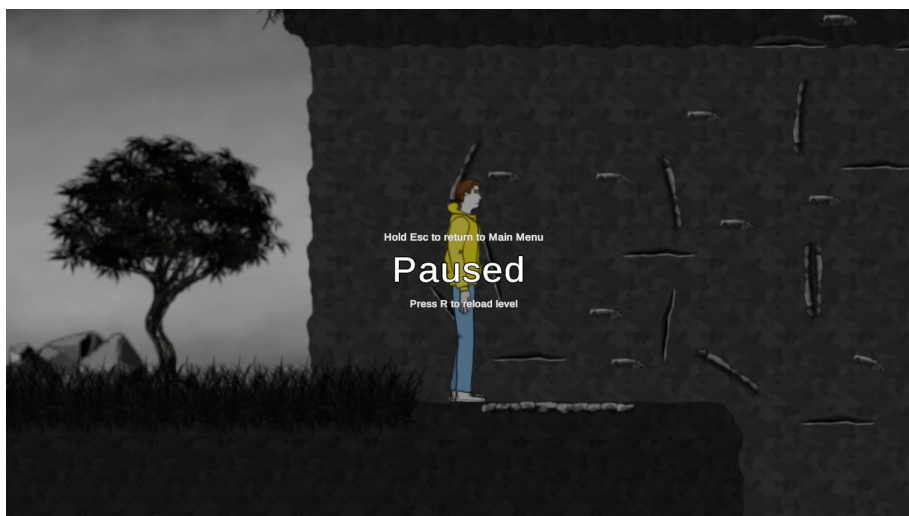 Hold Esc to return to Main Menu
Paused
Press R to reload level